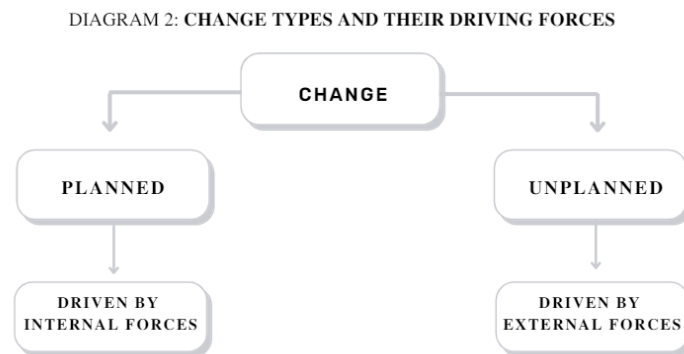 DIAGRAM 2: CHANGE TYPES AND THEIR DRIVING FORCES
CHANGE
PLANNED
UNPLANNED
DRIVEN BY
INTERNAL FORCES
DRIVEN BY
EXTERNAL FORCES